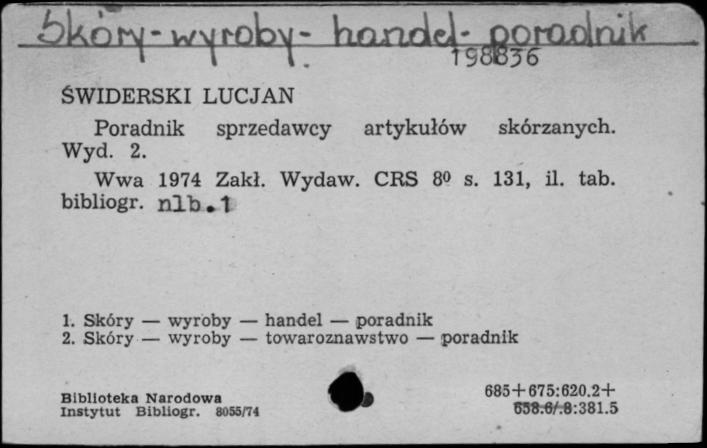 Skóry - wyroby - handel - poradnik
198836
ŚWIDERSKI LUCJAN
Poradnik sprzedawcy artykułów skórzanych.
Wyd. 2.
Wwa 1974 Zakł. Wydaw. CRS 8⁰ s. 131, il. tab.
bibliogr. nlb.1
1. Skóry — wyroby — handel — poradnik
2. Skóry — wyroby — towaroznawstwo — poradnik
Biblioteka Narodowa
Instytut Bibliogr. 8055/74
685+675:620.2+
658.6/.8:381.5